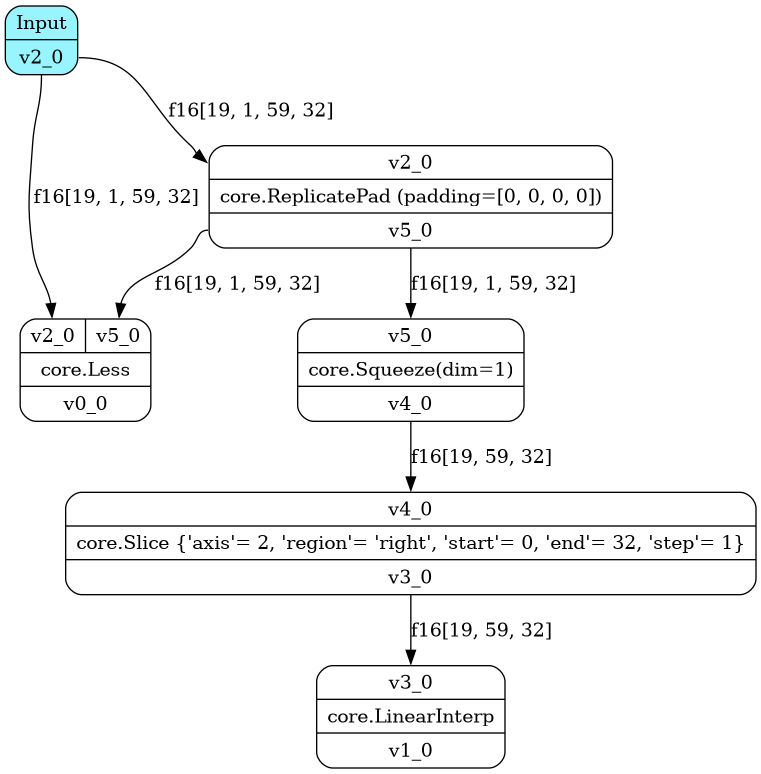 Input
v2_0
f16[19, 1, 59, 32]
v2_0
core.ReplicatePad (padding=[0, 0, 0, 0])
v5_0
f16[19, 1, 59, 32]
f16[19, 1, 59, 32]
f16[19, 1, 59, 32]
v2_0 v5_0
core.Less
v0_0
v5_0
core.Squeeze(dim=1)
v4_0
f16[19, 59, 32]
v4_0
core.Slice {'axis'= 2, 'region'= 'right', 'start'= 0, 'end'= 32, 'step'= 1}
v3_0
f16[19, 59, 32]
v3_0
core.LinearInterp
v1_0